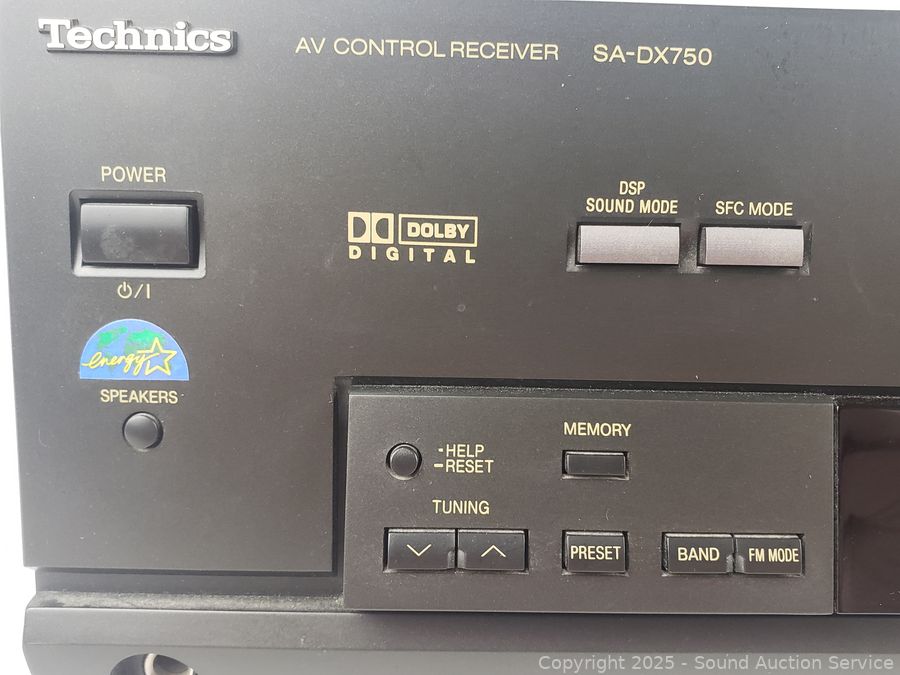 Technics
AV CONTROL RECEIVER SA-DX750
POWER
⏻/I
DOLBY
DIGITAL
DSP
SOUND MODE
SFC MODE
energy
SPEAKERS
-HELP
-RESET
MEMORY
TUNING
PRESET
BAND
FM MODE
Copyright 2025 - Sound Auction Service